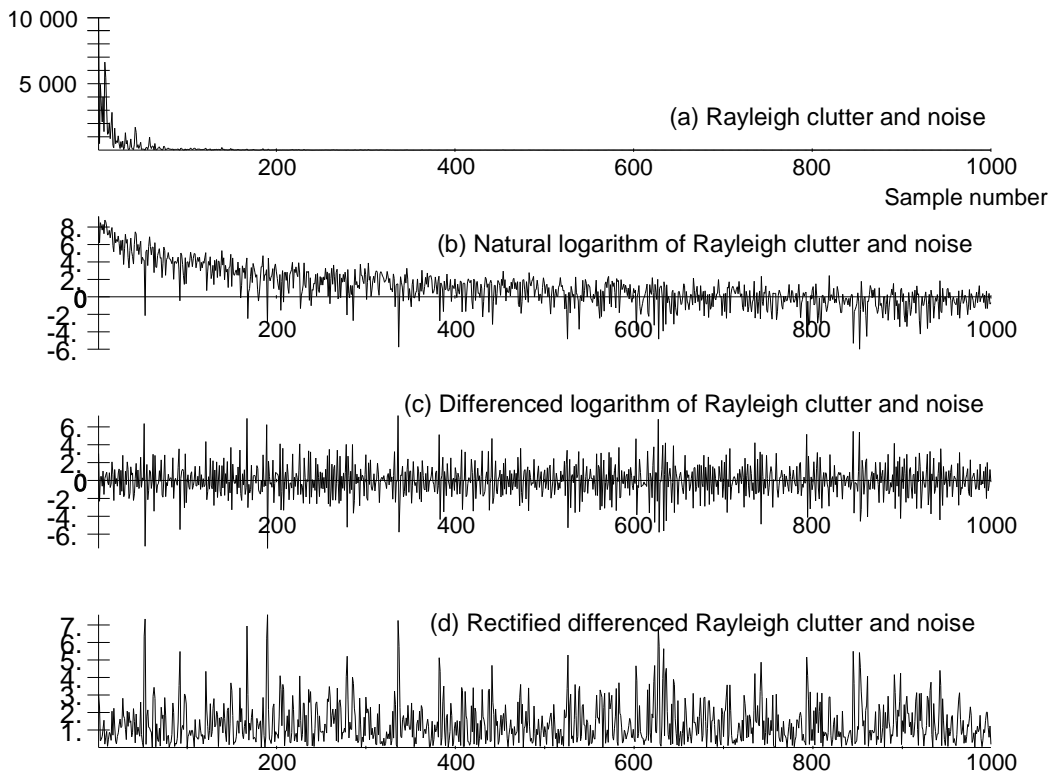 10 000
5 000
(a) Rayleigh clutter and noise
200 400 600 800 1000
Sample number
8.
6.
4.
2.
0
-2.
-4.
-6.
(b) Natural logarithm of Rayleigh clutter and noise
200 400 600 800 1000
(c) Differenced logarithm of Rayleigh clutter and noise
6.
4.
2.
0
-2.
-4.
-6.
200 400 600 800 1000
(d) Rectified differenced Rayleigh clutter and noise
7.
6.
5.
4.
3.
2.
1.
200 400 600 800 1000